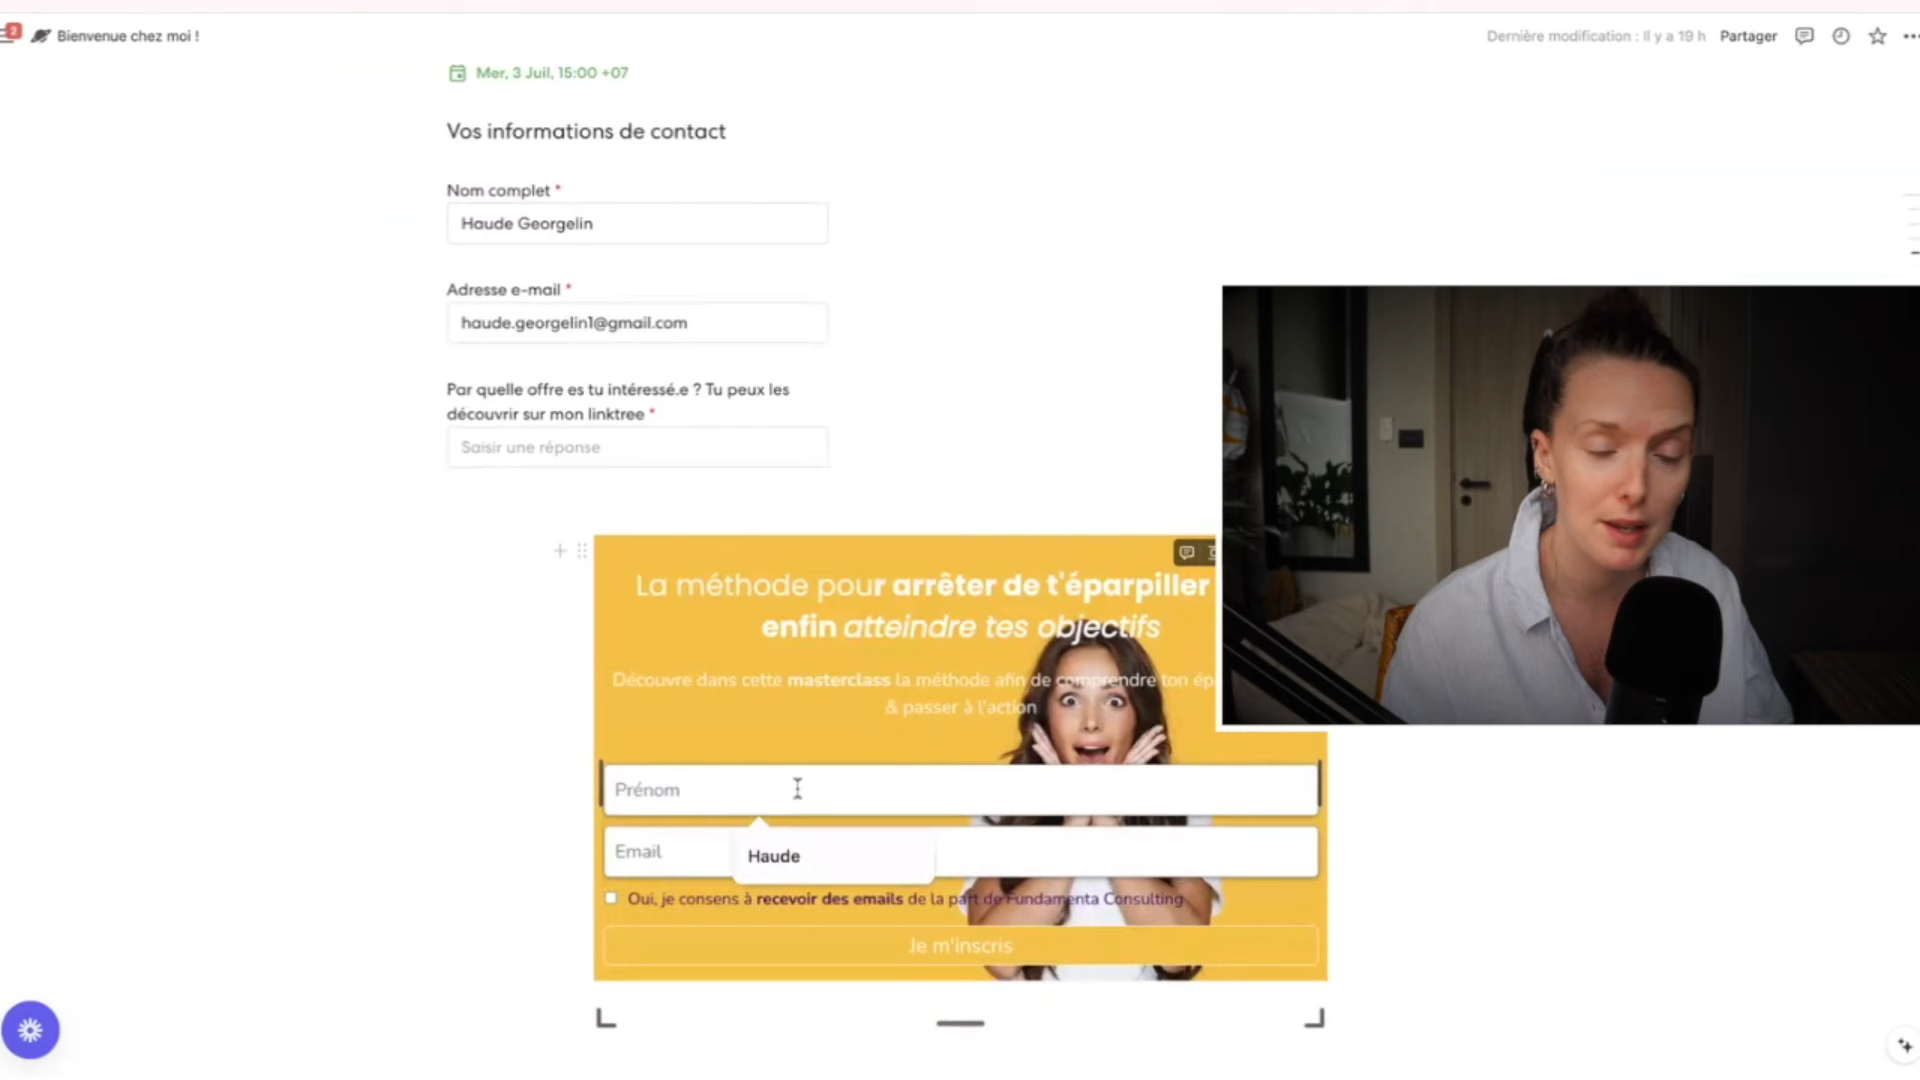 2
Bienvenue chez moi !
Dernière modification : Il y a 19 h
Partager
Mer, 3 Juil, 15:00 +07
Vos informations de contact
Nom complet *
Haude Georgelin
Adresse e-mail *
haude.georgelin1@gmail.com
Par quelle offre es tu intéressé.e ? Tu peux les
découvrir sur mon linktree *
Saisir une réponse
La méthode pour arrêter de t'éparpiller
enfin atteindre tes objectifs
Découvre dans cette masterclass la méthode afin de comprendre ton ép
& passer à l'action
Prénom
Email
Haude
Oui, je consens à recevoir des emails de la part de Fundamenta Consulting
Je m'inscris